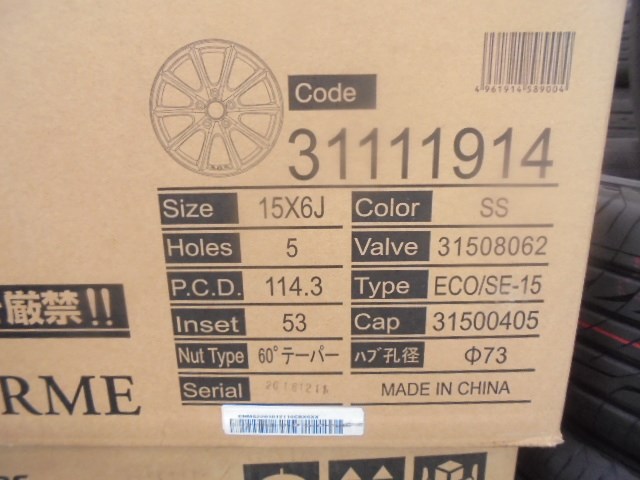 Code
4961914589004
31111914
Size 15X6J Color SS
Holes 5 Valve 31508062
P.C.D. 114.3 Type ECO/SE-15
Inset 53 Cap 31500405
Nut Type 60°テーパー ハブ孔径 Φ73
Serial MADE IN CHINA
厳禁!!
RME